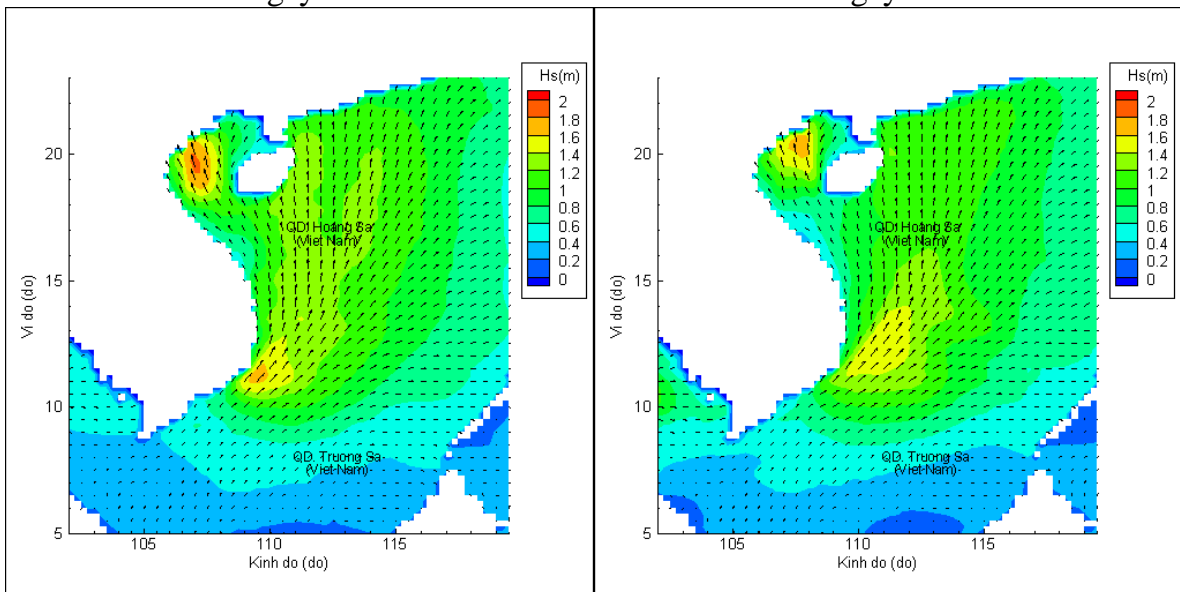 Hs(m)
2
1.8
1.6
1.4
1.2
1
0.8
0.6
0.4
0.2
0
20
15
10
5
Vi do (do)
QD. Hoang Sa
(Viet Nam)
QD. Truong Sa
(Viet Nam)
105
110
115
Kinh do (do)
Hs(m)
2
1.8
1.6
1.4
1.2
1
0.8
0.6
0.4
0.2
0
20
15
10
5
Vi do (do)
QD. Hoang Sa
(Viet Nam)
QD. Truong Sa
(Viet Nam)
105
110
115
Kinh do (do)